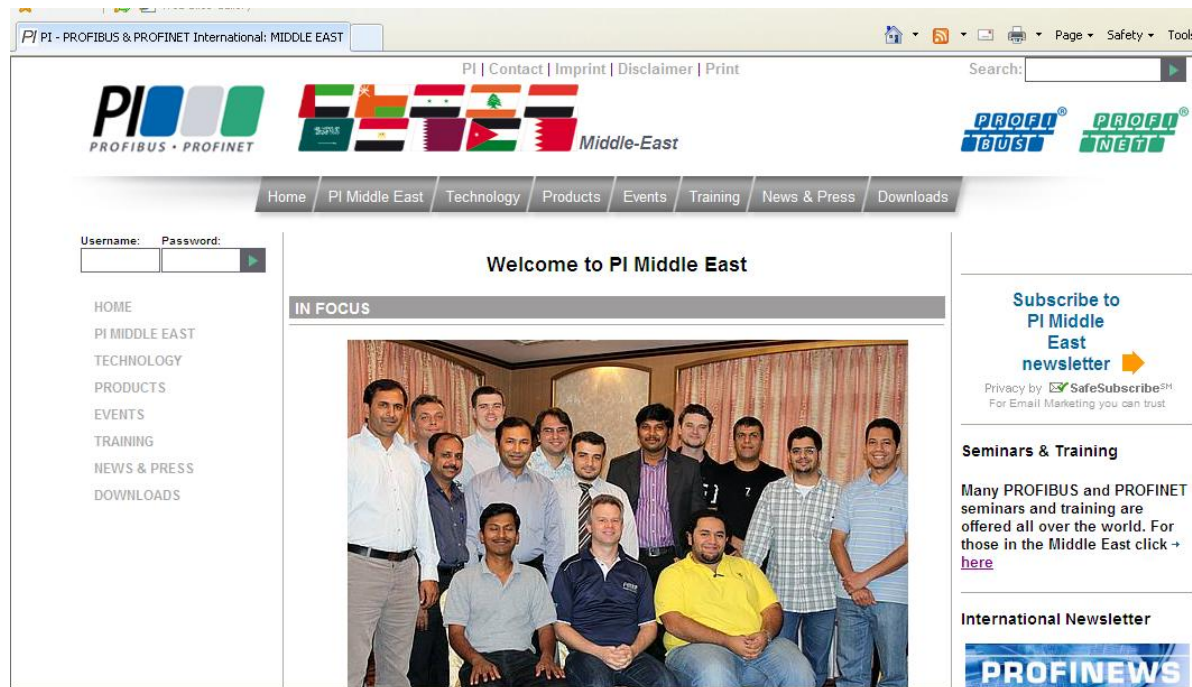 PI PI - PROFIBUS & PROFINET International: MIDDLE EAST
Page
Safety
PI | Contact | Imprint | Disclaimer | Print
Search:
PI
PROFIBUS · PROFINET
Middle-East
PROFI BUS ®
PROFI NET ®
Home
PI Middle East
Technology
Products
Events
Training
News & Press
Downloads
Username: Password:
HOME
PI MIDDLE EAST
TECHNOLOGY
PRODUCTS
EVENTS
TRAINING
NEWS & PRESS
DOWNLOADS
Welcome to PI Middle East
IN FOCUS
Subscribe to
PI Middle
East
newsletter
Privacy by SafeSubscribe SM
For Email Marketing you can trust
Seminars & Training
Many PROFIBUS and PROFINET
seminars and training are
offered all over the world. For
those in the Middle East click →
here
International Newsletter
PROFINEWS